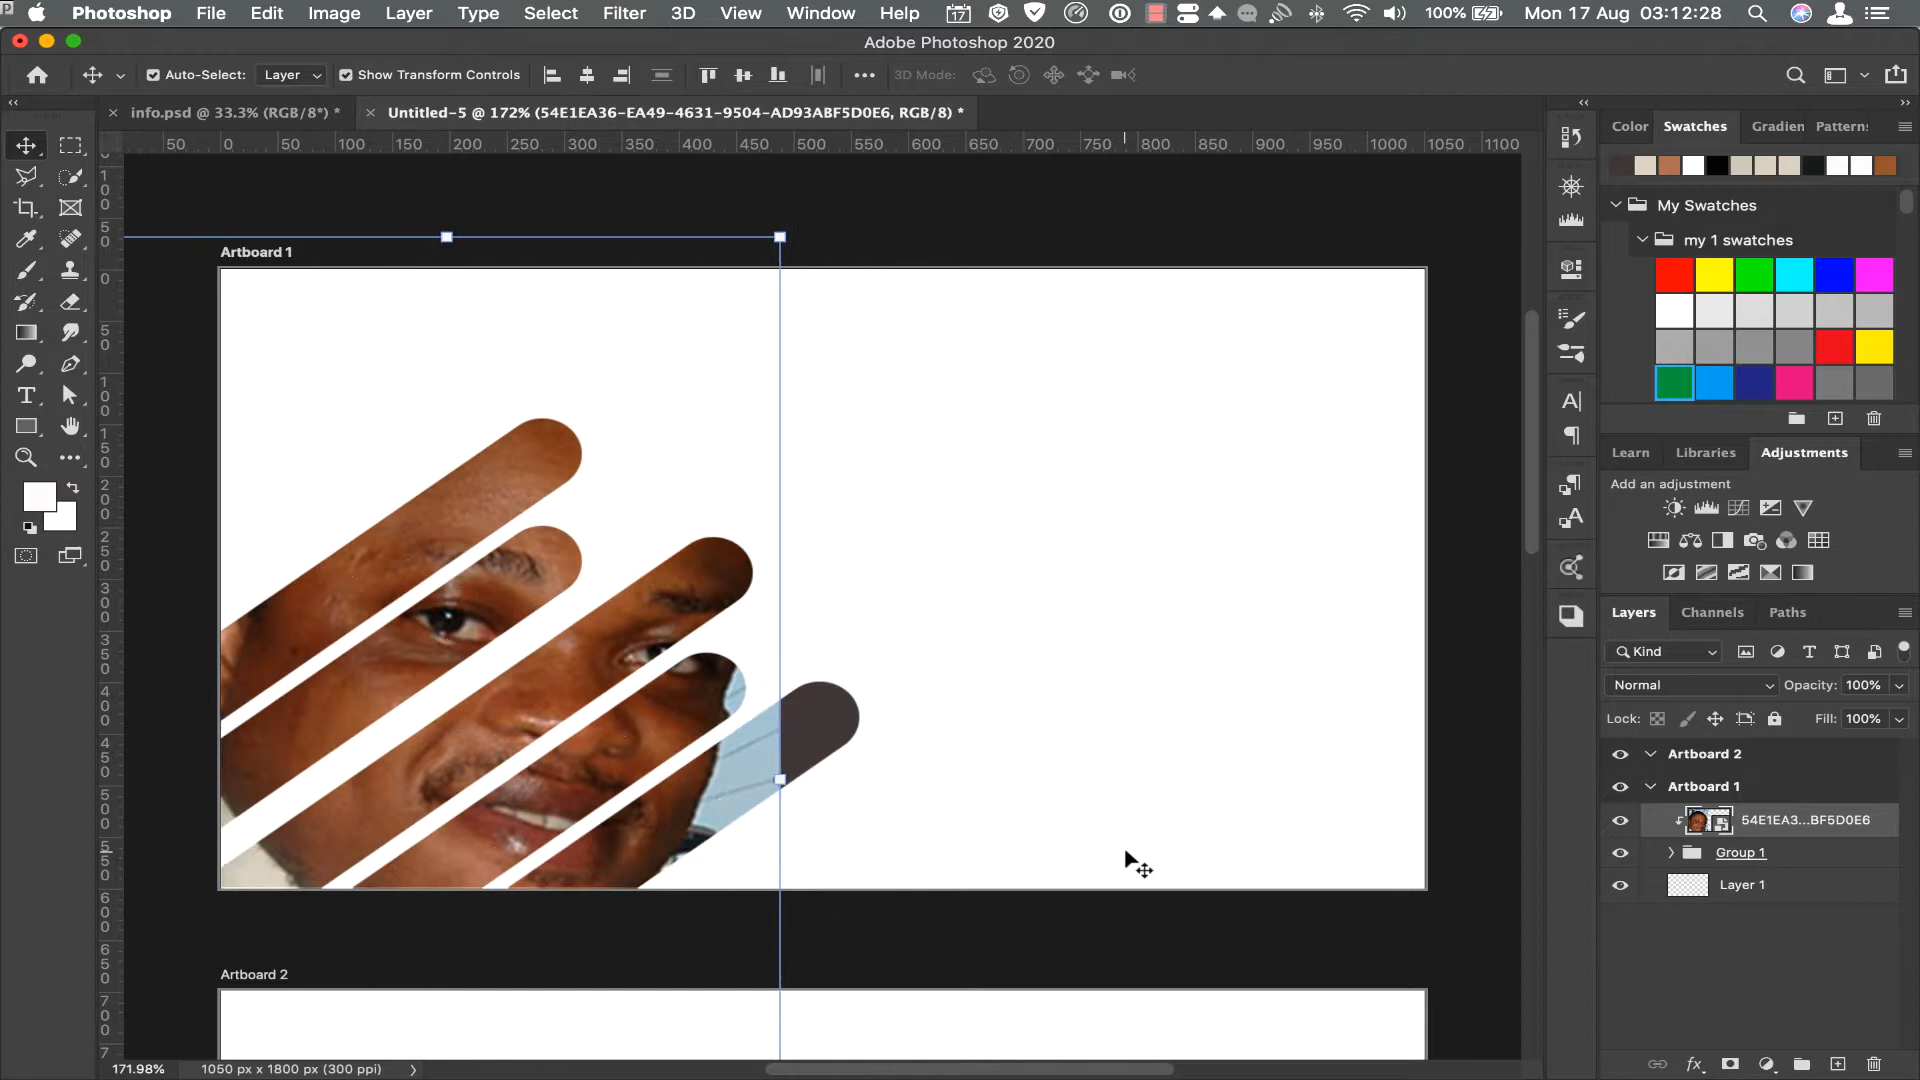 Photoshop File Edit Image Layer Type Select Filter 3D View Window Help 17 100% Mon 17 Aug 03:12:28
Adobe Photoshop 2020
Auto-Select: Layer Show Transform Controls 3D Mode:
info.psd @ 33.3% (RGB/8*) * Untitled-5 @ 172% (54E1EA36-EA49-4631-9504-AD93ABF5D0E6, RGB/8) *
Color Swatches Gradien Pattern:
50 0 50 100 150 200 250 300 350 400 450 500 550 600 650 700 750 800 850 900 950 1000 1050 1100
My Swatches
my 1 swatches
Artboard 1
Learn Libraries Adjustments
Add an adjustment
Layers Channels Paths
Kind
Normal Opacity: 100%
Lock: Fill: 100%
Artboard 2
Artboard 1
54E1EA3...BF5D0E6
Group 1
Layer 1
Artboard 2
171.98% 1050 px x 1800 px (300 ppi)